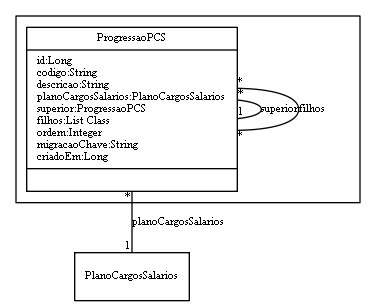 ProgressaoPCS
id:Long
codigo:String
descricao:String
planoCargosSalarios:PlanoCargosSalarios
superior:ProgressaoPCS
filhos:List Class
ordem:Integer
migracaoChave:String
criadoEm:Long
*
*
superior
filhos
1
*
*
planoCargosSalarios
1
PlanoCargosSalarios